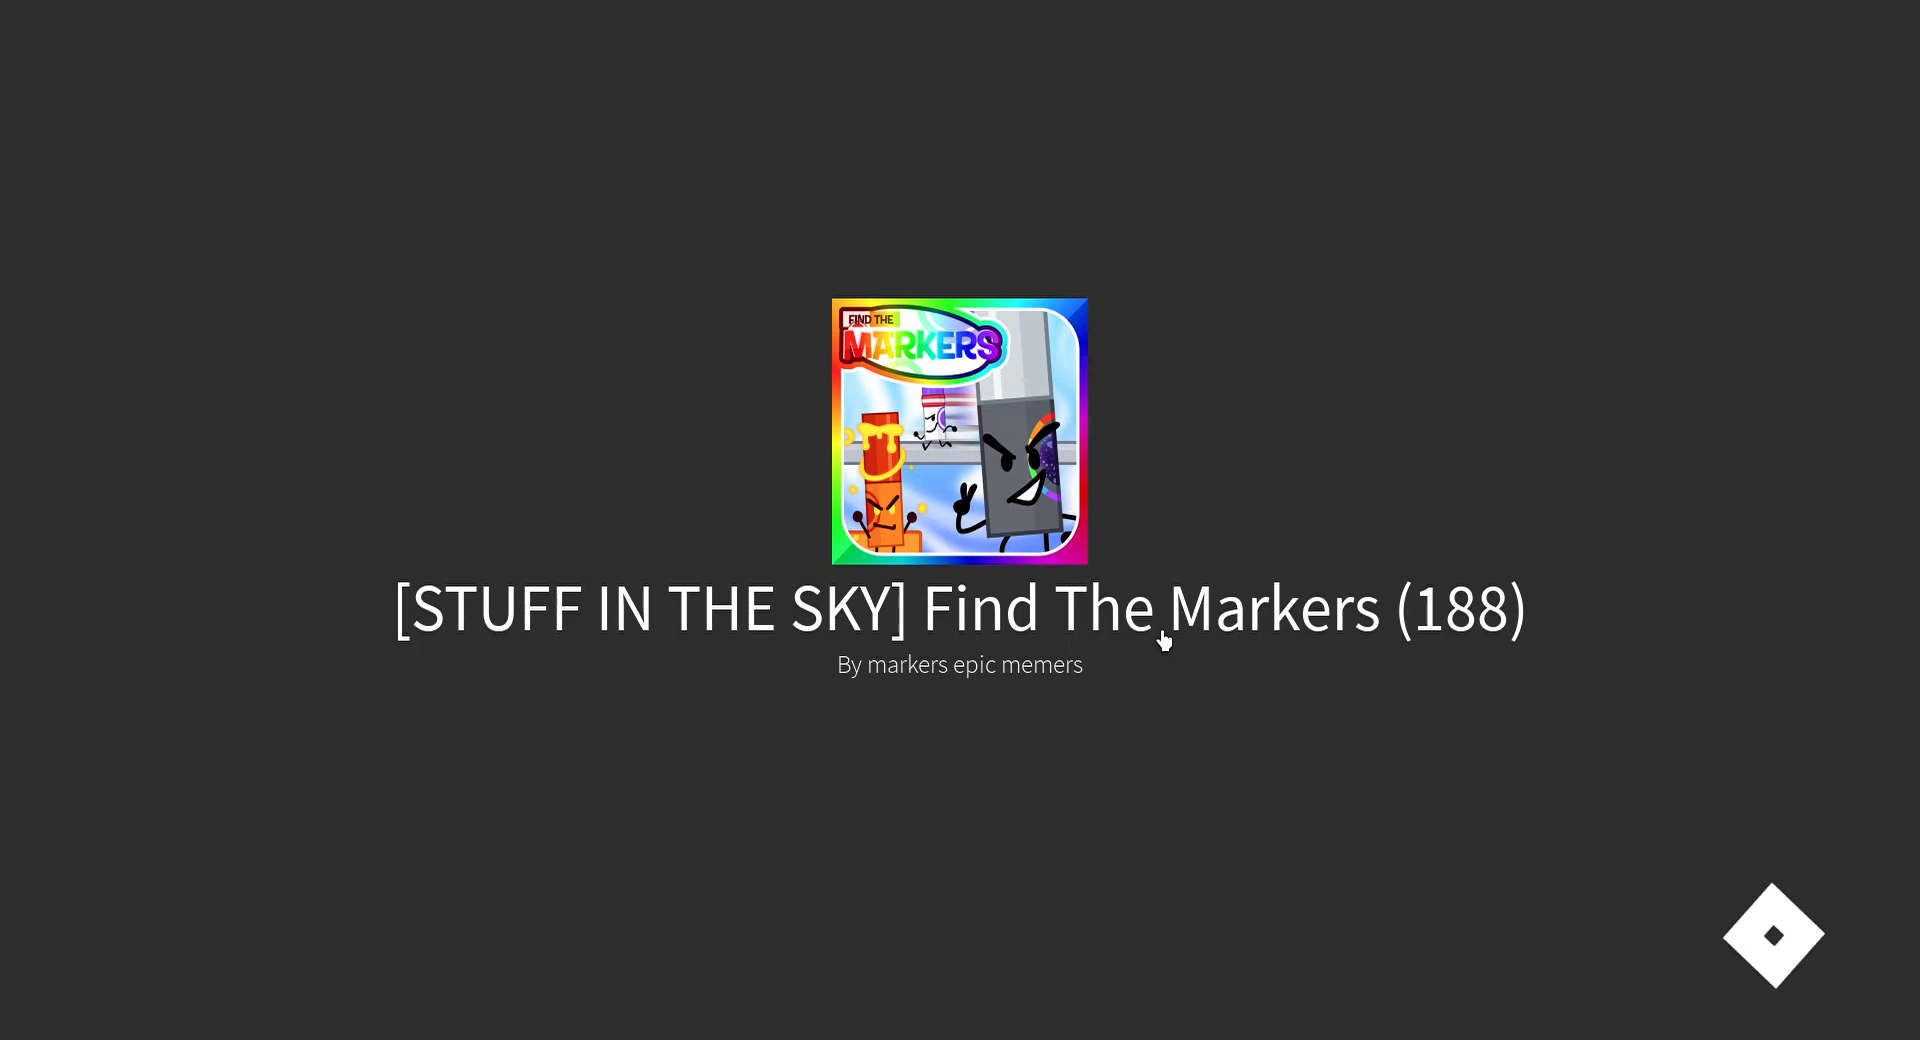 FIND THE
MARKERS
[STUFF IN THE SKY] Find The Markers (188)
By markers epic memers